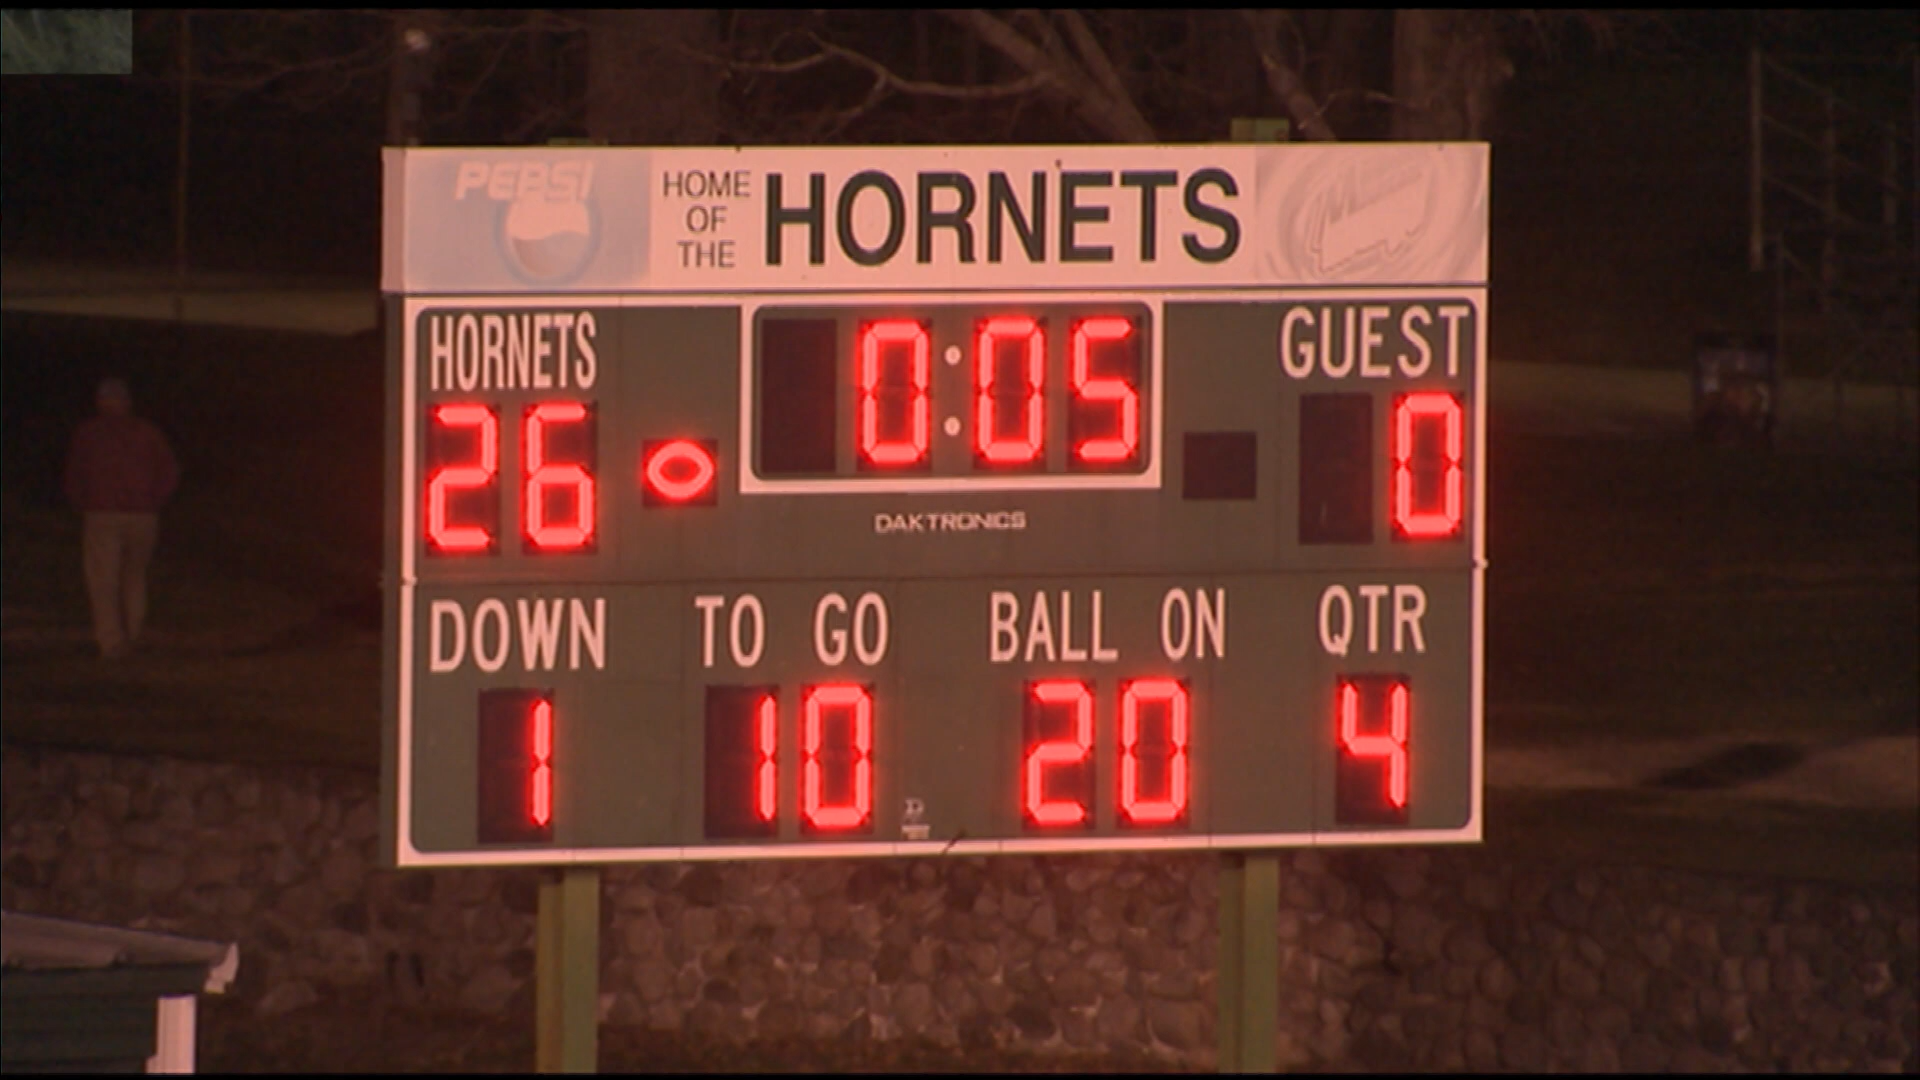 PEPSI
HOME
OF
THE
HORNETS
HORNETS
0:05
GUEST
26
0
DAKTRONICS
DOWN
TO GO
BALL ON
QTR
1
10
20
4